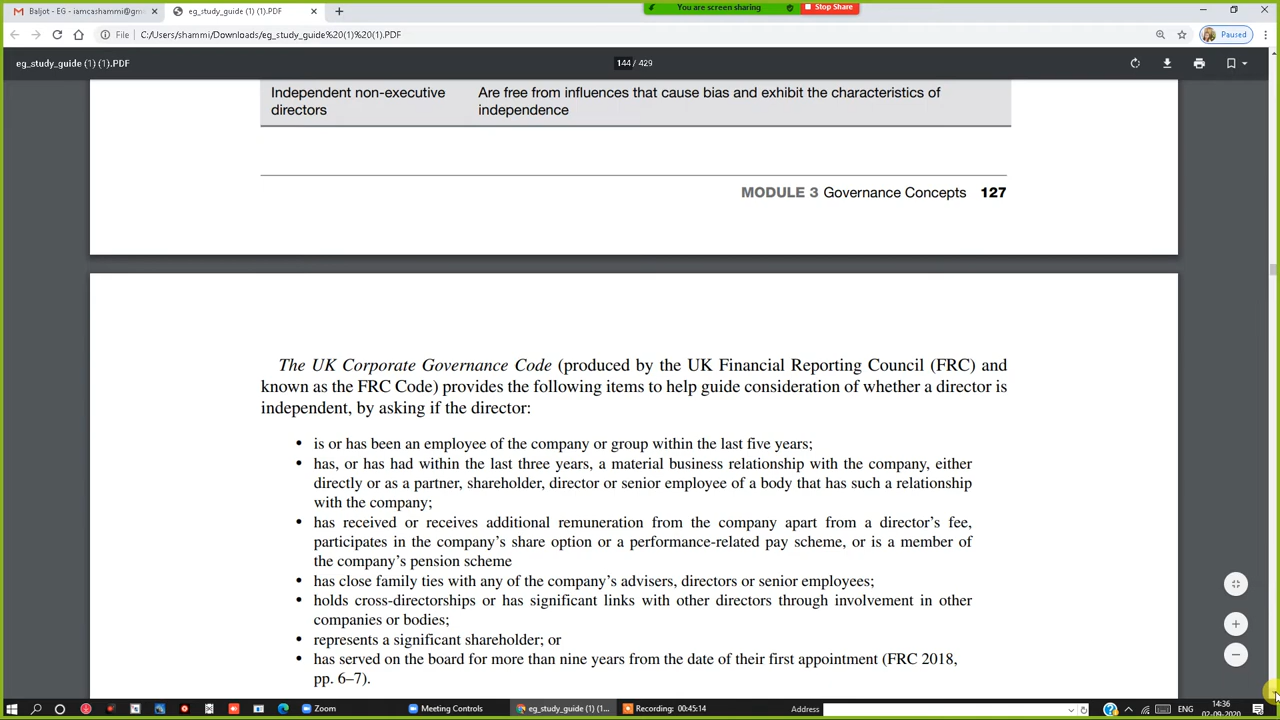 Baljot - EG - iamcashammi@gm
eg_study_guide (1) (1).PDF
You are screen sharing
Stop Share
File
C:/Users/shammi/Downloads/eg_study_guide%20(1)%20(1).PDF
Paused
eg_study_guide (1) (1).PDF
144 / 429
Independent non-executive directors
Are free from influences that cause bias and exhibit the characteristics of independence
MODULE 3 Governance Concepts 127
The UK Corporate Governance Code (produced by the UK Financial Reporting Council (FRC) and
known as the FRC Code) provides the following items to help guide consideration of whether a director is
independent, by asking if the director:
• is or has been an employee of the company or group within the last five years;
• has, or has had within the last three years, a material business relationship with the company, either
directly or as a partner, shareholder, director or senior employee of a body that has such a relationship
with the company;
• has received or receives additional remuneration from the company apart from a director's fee,
participates in the company's share option or a performance-related pay scheme, or is a member of
the company's pension scheme
• has close family ties with any of the company's advisers, directors or senior employees;
• holds cross-directorships or has significant links with other directors through involvement in other
companies or bodies;
• represents a significant shareholder; or
• has served on the board for more than nine years from the date of their first appointment (FRC 2018,
pp. 6–7).
Zoom
Meeting Controls
eg_study_guide (1) (1...
Recording: 00:45:14
Address
ENG
14:36
02-09-2020